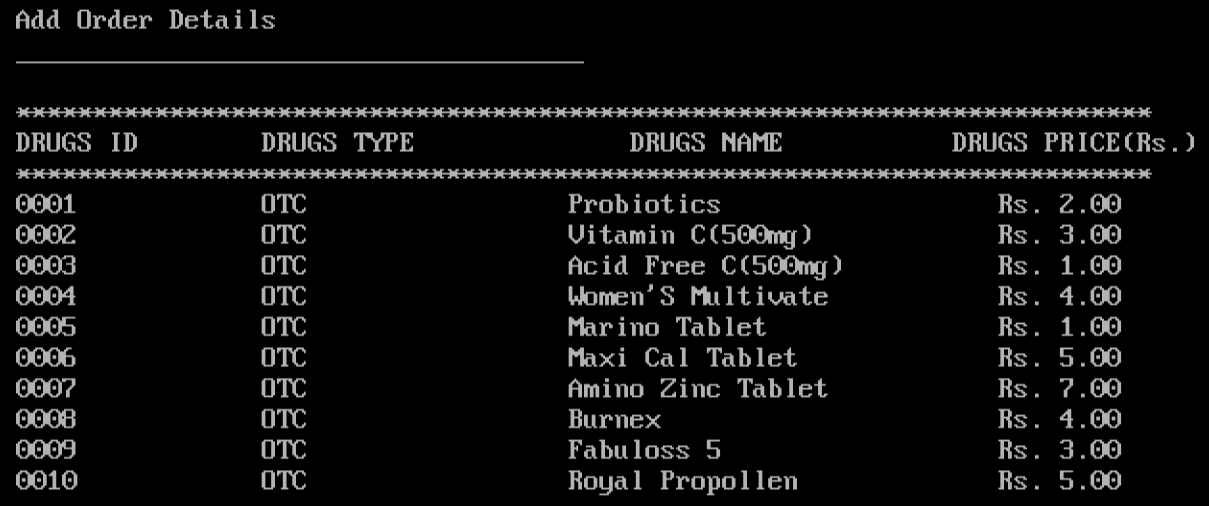 Add Order Details
_____________________________________
**************************************************************************
DRUGS ID DRUGS TYPE DRUGS NAME DRUGS PRICE(Rs.)
**************************************************************************
0001 OTC Probiotics Rs. 2.00
0002 OTC Vitamin C(500mg) Rs. 3.00
0003 OTC Acid Free C(500mg) Rs. 1.00
0004 OTC Women'S Multivate Rs. 4.00
0005 OTC Marino Tablet Rs. 1.00
0006 OTC Maxi Cal Tablet Rs. 5.00
0007 OTC Amino Zinc Tablet Rs. 7.00
0008 OTC Burnex Rs. 4.00
0009 OTC Fabuloss 5 Rs. 3.00
0010 OTC Royal Propollen Rs. 5.00